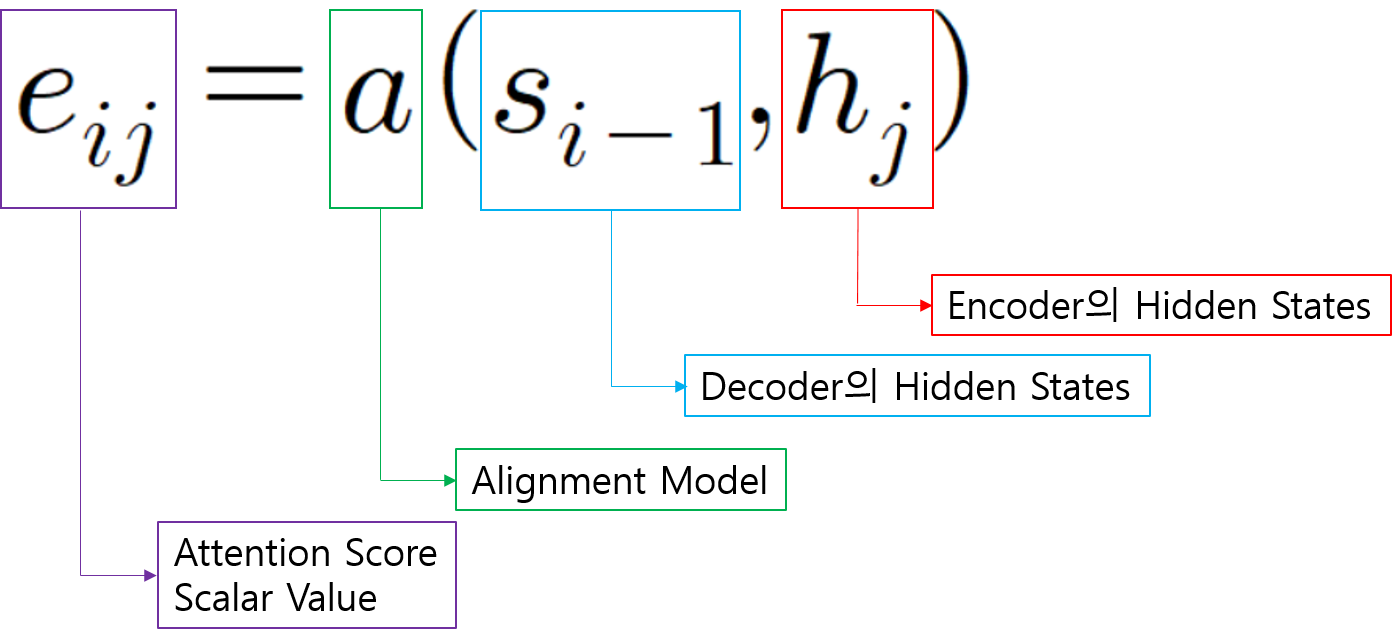 e_{ij} = a(s_{i-1}, h_j)
Encoder의 Hidden States
Decoder의 Hidden States
Alignment Model
Attention Score
Scalar Value